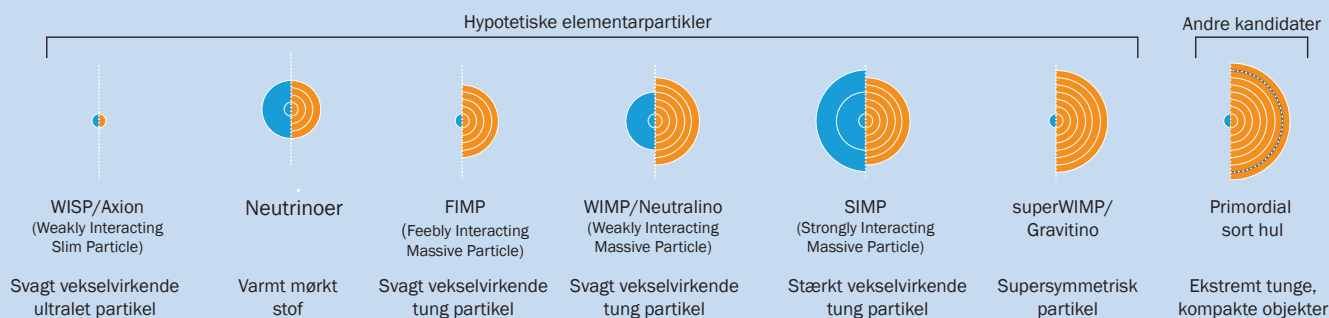 Hypotetiske elementarpartikler
Andre kandidater
WISP/Axion
(Weakly Interacting
Slim Particle)
Svagt vekselvirkende
ultralet partikel
Neutrinoer
Varmt mørkt
stof
FIMP
(Feebly Interacting
Massive Particle)
Svagt vekselvirkende
tung partikel
WIMP/Neutralino
(Weakly Interacting
Massive Particle)
Svagt vekselvirkende
tung partikel
SIMP
(Strongly Interacting
Massive Particle)
Stærkt vekselvirkende
tung partikel
superWIMP/
Gravitino
Supersymmetrisk
partikel
Primordial
sort hul
Ekstremt tunge,
kompakte objekter